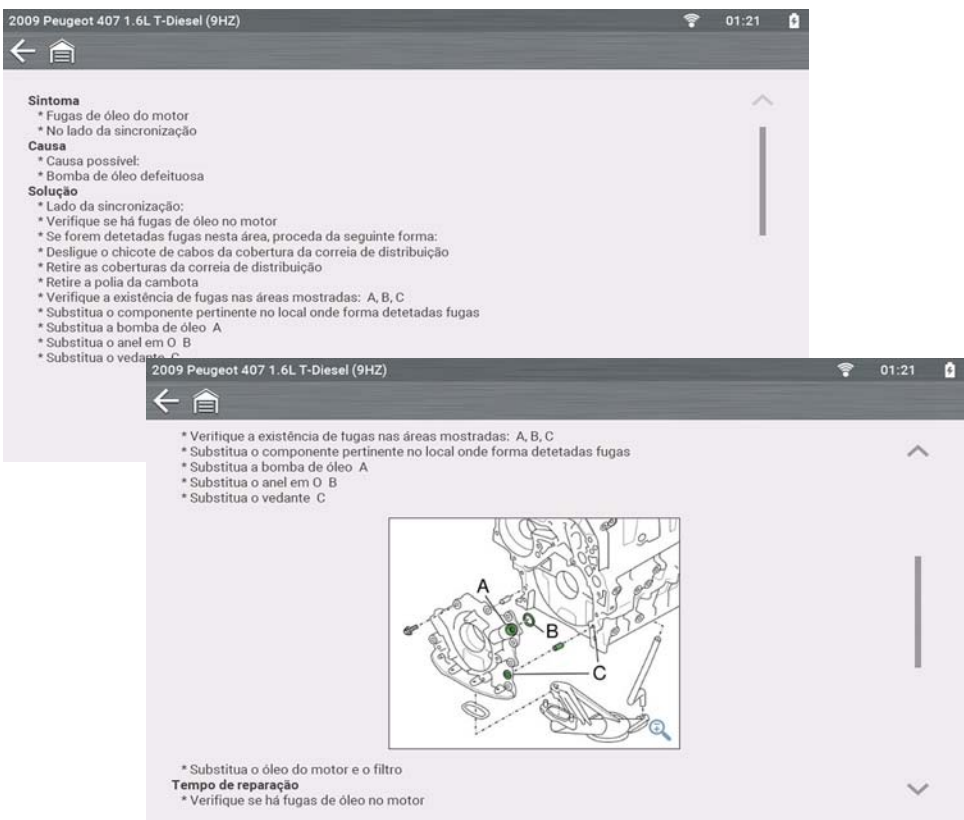 2009 Peugeot 407 1.6L T-Diesel (9HZ) 01:21
Sintoma
* Fugas de óleo do motor
* No lado da sincronização
Causa
* Causa possível:
* Bomba de óleo defeituosa
Solução
* Lado da sincronização:
* Verifique se há fugas de óleo no motor
* Se forem detetadas fugas nesta área, proceda da seguinte forma:
* Desligue o chicote de cabos da cobertura da correia de distribuição
* Retire as coberturas da correia de distribuição
* Retire a polia da cambota
* Verifique a existência de fugas nas áreas mostradas: A, B, C
* Substitua o componente pertinente no local onde forma detetadas fugas
* Substitua a bomba de óleo A
* Substitua o anel em O B
* Substitua o vedante C
2009 Peugeot 407 1.6L T-Diesel (9HZ) 01:21
* Verifique a existência de fugas nas áreas mostradas: A, B, C
* Substitua o componente pertinente no local onde forma detetadas fugas
* Substitua a bomba de óleo A
* Substitua o anel em O B
* Substitua o vedante C
A
B
C
* Substitua o óleo do motor e o filtro
Tempo de reparação
* Verifique se há fugas de óleo no motor